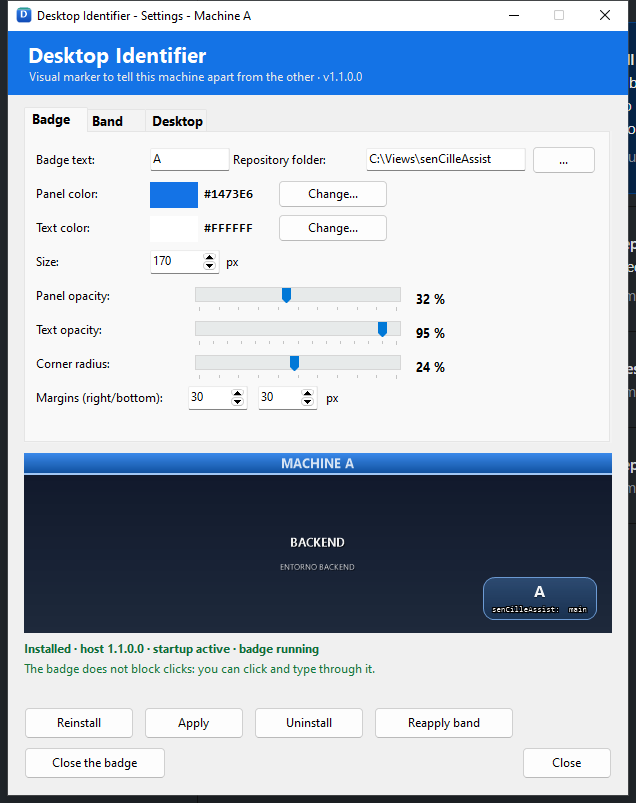 D Desktop Identifier - Settings - Machine A
Desktop Identifier
Visual marker to tell this machine apart from the other · v1.1.0.0
Badge Band Desktop
Badge text: A Repository folder: C:\Views\senCilleAssist ...
Panel color: #1473E6 Change...
Text color: #FFFFFF Change...
Size: 170 px
Panel opacity: 32 %
Text opacity: 95 %
Corner radius: 24 %
Margins (right/bottom): 30 30 px
MACHINE A
BACKEND
ENTORNO BACKEND
A
senCilleAssist: main
Installed · host 1.1.0.0 · startup active · badge running
The badge does not block clicks: you can click and type through it.
Reinstall Apply Uninstall Reapply band
Close the badge Close